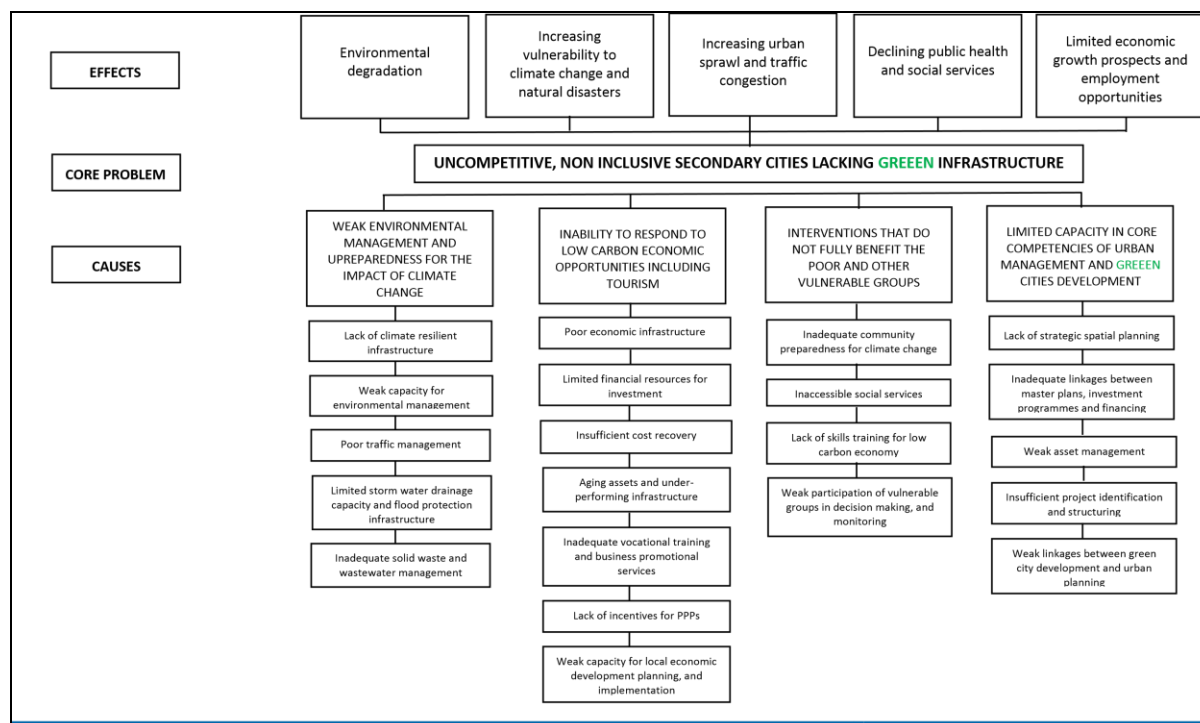 EFFECTS
Environmental
degradation
Increasing
vulnerability to
climate change and
natural disasters
Increasing urban
sprawl and traffic
congestion
Declining public health
and social services
Limited economic
growth prospects and
employment
opportunities
CORE PROBLEM
UNCOMPETITIVE, NON INCLUSIVE SECONDARY CITIES LACKING GREEEN INFRASTRUCTURE
CAUSES
WEAK ENVIRONMENTAL
MANAGEMENT AND
UPREPAREDNESS FOR THE
IMPACT OF CLIMATE
CHANGE
Lack of climate resilient
infrastructure
Weak capacity for
environmental management
Poor traffic management
Limited storm water drainage
capacity and flood protection
infrastructure
Inadequate solid waste and
wastewater management
INABILITY TO RESPOND TO
LOW CARBON ECONOMIC
OPPORTUNITIES INCLUDING
TOURISM
Poor economic infrastructure
Limited financial resources for
investment
Insufficient cost recovery
Aging assets and under-
performing infrastructure
Inadequate vocational training
and business promotional
services
Lack of incentives for PPPs
Weak capacity for local economic
development planning, and
implementation
INTERVENTIONS THAT DO
NOT FULLY BENEFIT THE
POOR AND OTHER
VULNERABLE GROUPS
Inadequate community
preparedness for climate change
Inaccessible social services
Lack of skills training for low
carbon economy
Weak participation of vulnerable
groups in decision making, and
monitoring
LIMITED CAPACITY IN CORE
COMPETENCIES OF URBAN
MANAGEMENT AND GREEEN
CITIES DEVELOPMENT
Lack of strategic spatial planning
Inadequate linkages between
master plans, investment
programmes and financing
Weak asset management
Insufficient project identification
and structuring
Weak linkages between green
city development and urban
planning